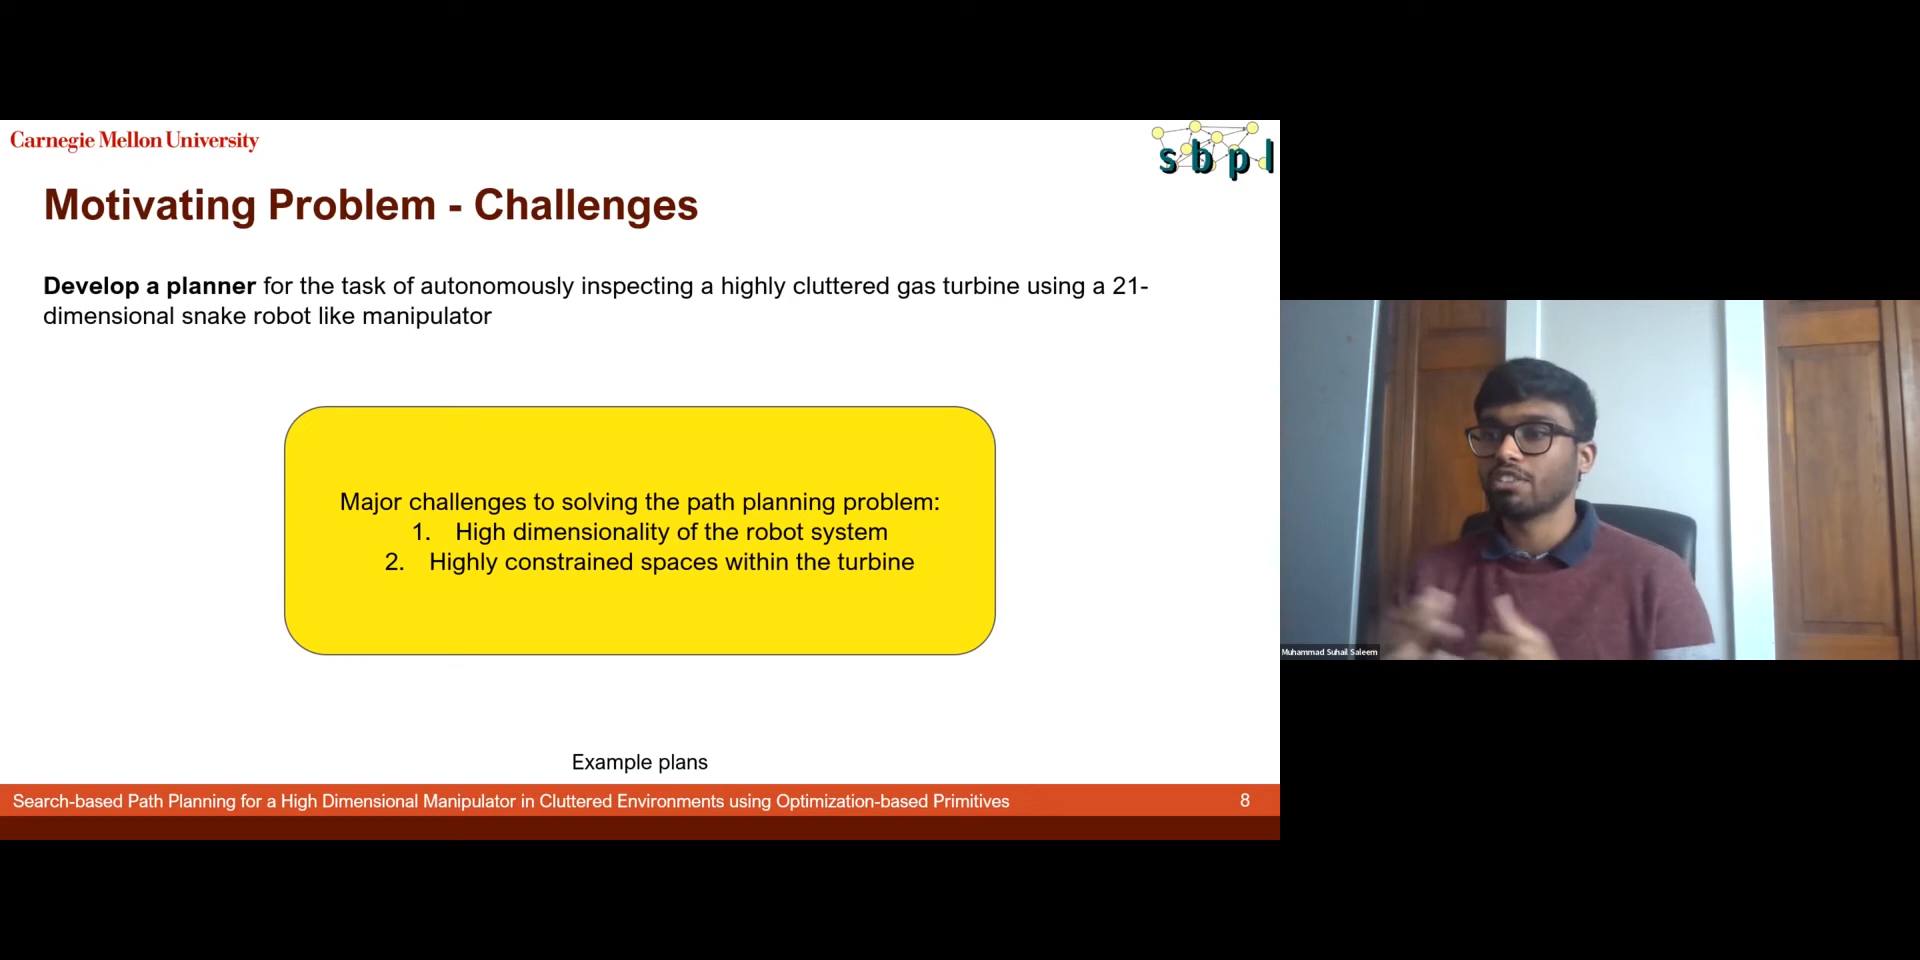 Carnegie Mellon University
sbpl
Motivating Problem - Challenges
Develop a planner for the task of autonomously inspecting a highly cluttered gas turbine using a 21-
dimensional snake robot like manipulator
Major challenges to solving the path planning problem:
1. High dimensionality of the robot system
2. Highly constrained spaces within the turbine
Example plans
Search-based Path Planning for a High Dimensional Manipulator in Cluttered Environments using Optimization-based Primitives
8
Muhammad Suhail Saleem